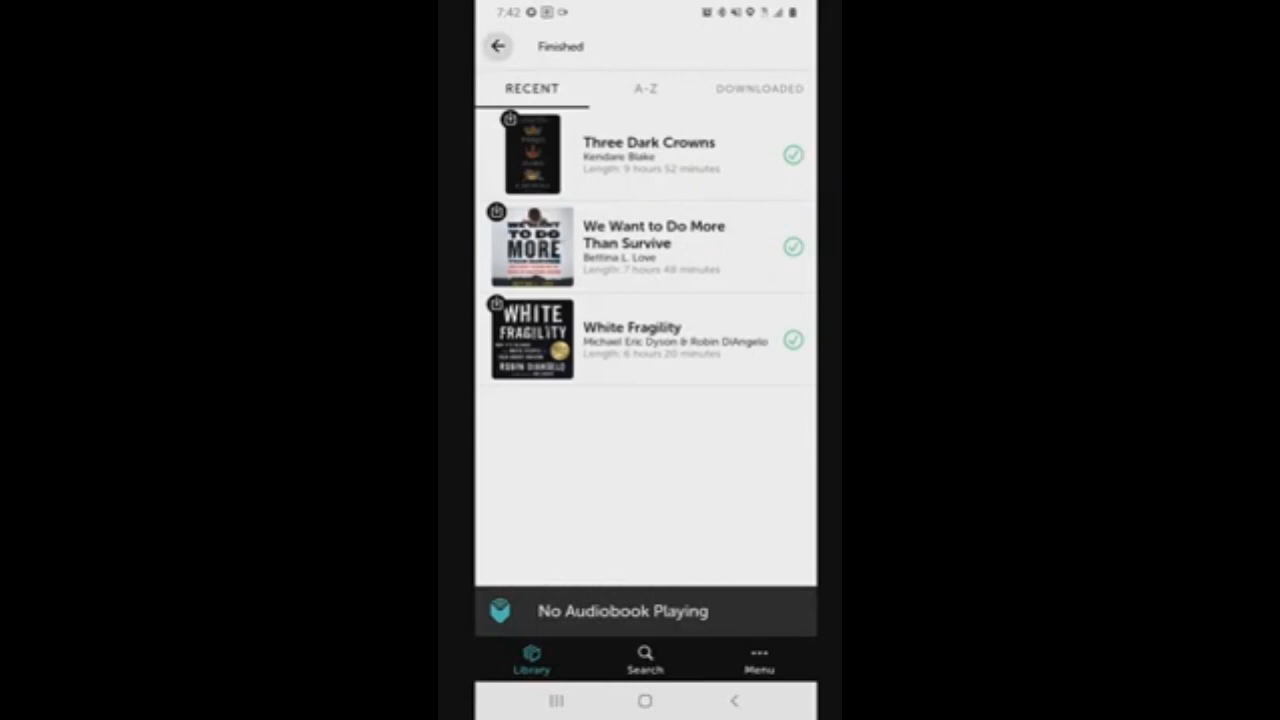 7:42
Finished
RECENT
A-Z
DOWNLOADED
Three Dark Crowns
Kendare Blake
Length: 9 hours 52 minutes
WE WANT
TO DO
MORE
THAN SURVIVE
We Want to Do More
Than Survive
Bettina L. Love
Length: 7 hours 48 minutes
WHITE
FRAGILITY
ROBIN DIANGELO
White Fragility
Michael Eric Dyson & Robin DiAngelo
Length: 6 hours 20 minutes
No Audiobook Playing
Library
Search
Menu